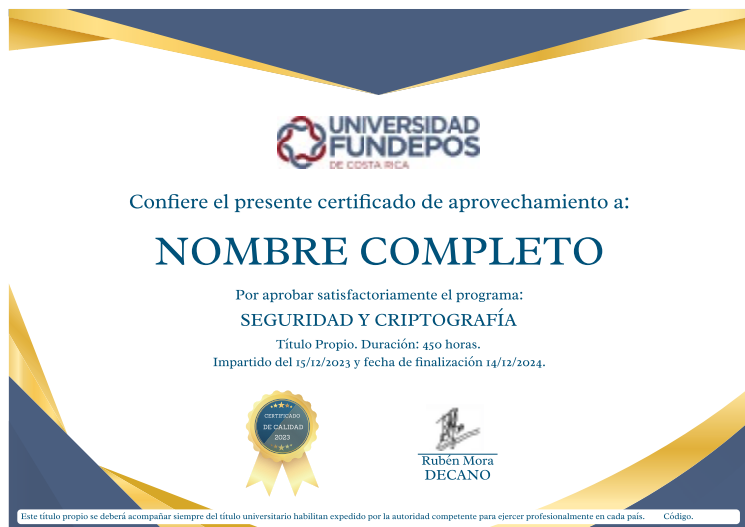 UNIVERSIDAD
FUNDEPOS
DE COSTA RICA
Confiere el presente certificado de aprovechamiento a:
NOMBRE COMPLETO
Por aprobar satisfactoriamente el programa:
SEGURIDAD Y CRIPTOGRAFÍA
Título Propio. Duración: 450 horas.
Impartido del 15/12/2023 y fecha de finalización 14/12/2024.
CERTIFICADO
DE CALIDAD
2023
Rubén Mora
DECANO
Este título propio se deberá acompañar siempre del título universitario habilitan expedido por la autoridad competente para ejercer profesionalmente en cada país. Código.